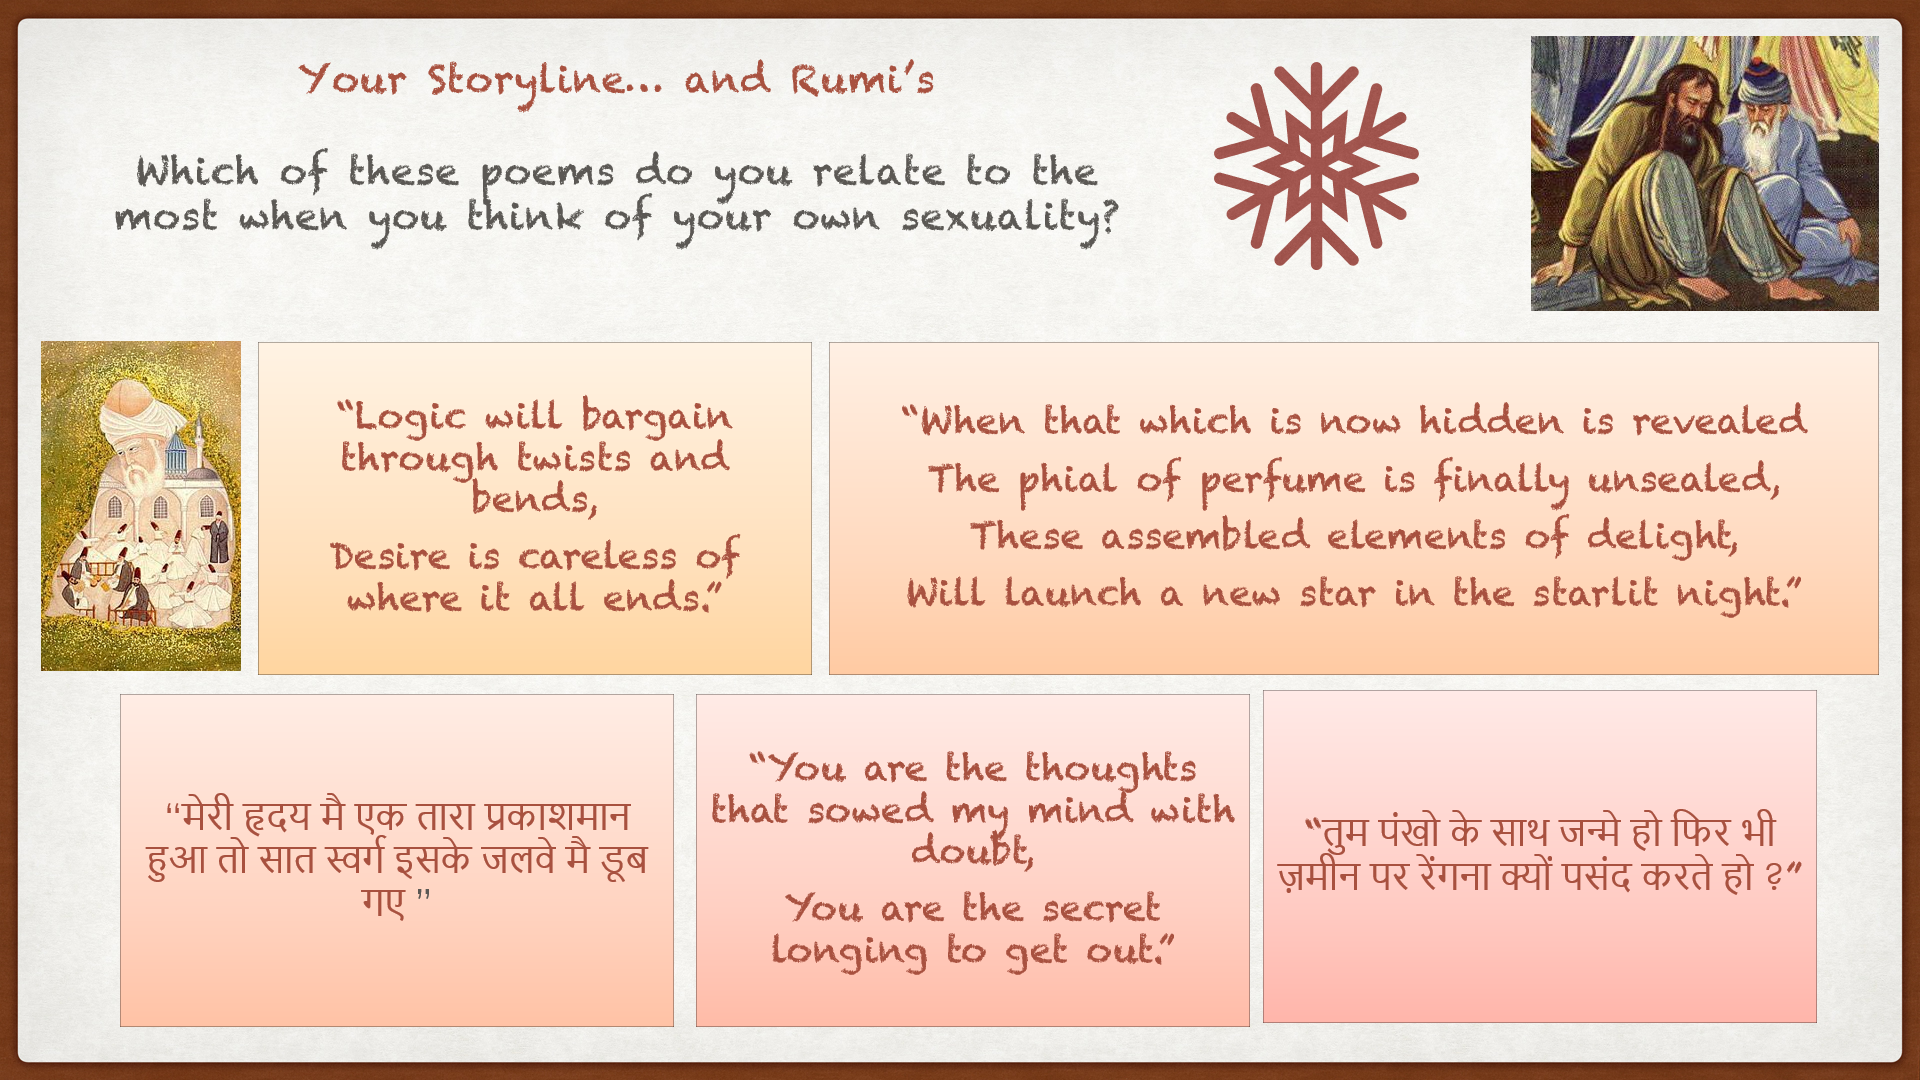 Your Storyline... and Rumi’s
Which of these poems do you relate to the
most when you think of your own sexuality?
“Logic will bargain
through twists and
bends,
Desire is careless of
where it all ends.”
“When that which is now hidden is revealed
The phial of perfume is finally unsealed,
These assembled elements of delight,
Will launch a new star in the starlit night.”
“मेरी हृदय मै एक तारा प्रकाशमान
हुआ तो सात स्वर्ग इसके जलवे मै डूब
गए ”
“You are the thoughts
that sowed my mind with
doubt,
You are the secret
longing to get out.”
“तुम पंखो के साथ जन्मे हो फिर भी
ज़मीन पर रेंगना क्यों पसंद करते हो ?”